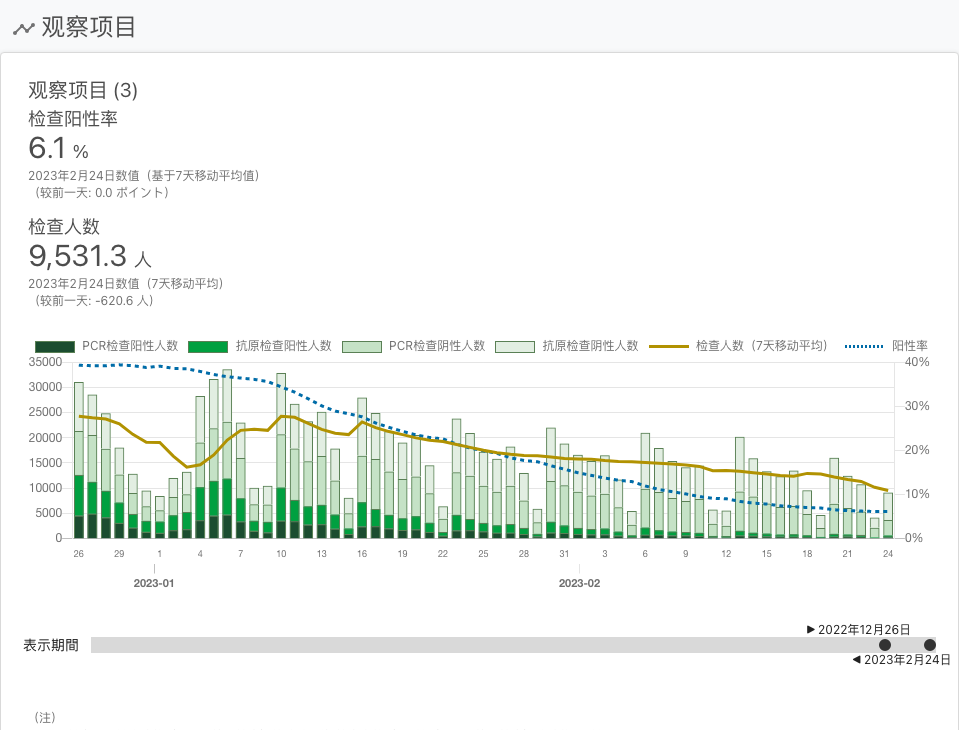 观察项目
观察项目 (3)
检查阳性率
6.1 %
2023年2月24日数值（基于7天移动平均值）
（较前一天: 0.0 ポイント）
检查人数
9,531.3 人
2023年2月24日数值（7天移动平均）
（较前一天: -620.6 人）
PCR检查阳性人数 抗原检查阳性人数 PCR检查阴性人数 抗原检查阴性人数 检查人数（7天移动平均） 阳性率
35000 40%
30000 30%
25000
20000 20%
15000
10000 10%
5000
0 0%
26 29 1 4 7 10 13 16 19 22 25 28 31 3 6 9 12 15 18 21 24
2023-01 2023-02
►2022年12月26日
表示期間
◄2023年2月24日
（注）